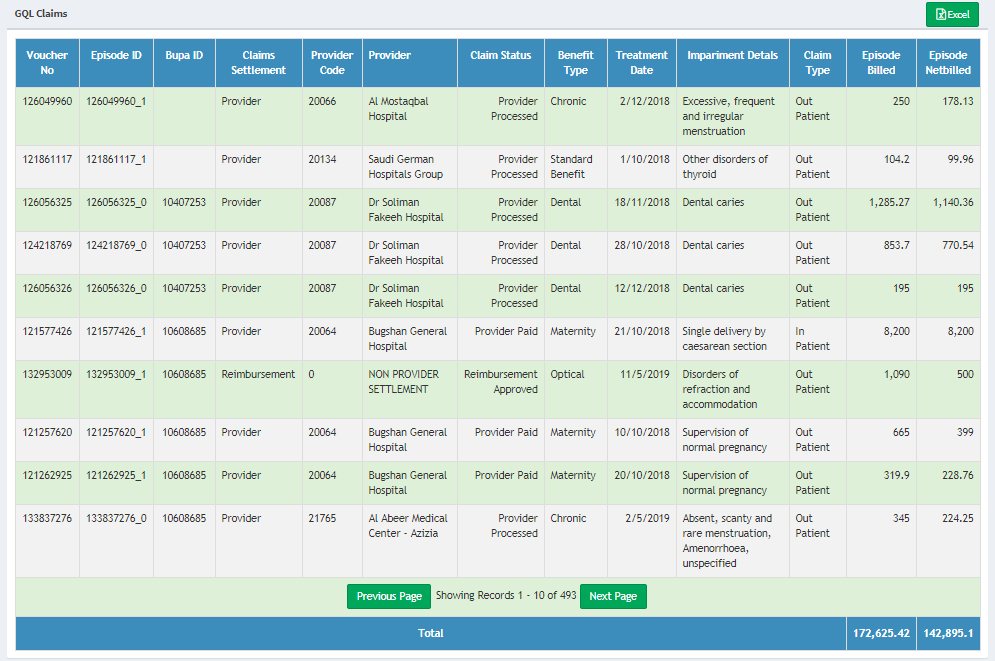 GQL Claims
Excel
Voucher No Episode ID Bupa ID Claims Settlement Provider Code Provider Claim Status Benefit Type Treatment Date Impariment Detals Claim Type Episode Billed Episode Netbilled
126049960 126049960_1 Provider 20066 Al Mostaqbal Hospital Provider Processed Chronic 2/12/2018 Excessive, frequent and irregular menstruation Out Patient 250 178.13
121861117 121861117_1 Provider 20134 Saudi German Hospitals Group Provider Processed Standard Benefit 1/10/2018 Other disorders of thyroid Out Patient 104.2 99.96
126056325 126056325_0 10407253 Provider 20087 Dr Soliman Fakeeh Hospital Provider Processed Dental 18/11/2018 Dental caries Out Patient 1,285.27 1,140.36
124218769 124218769_0 10407253 Provider 20087 Dr Soliman Fakeeh Hospital Provider Processed Dental 28/10/2018 Dental caries Out Patient 853.7 770.54
126056326 126056326_0 10407253 Provider 20087 Dr Soliman Fakeeh Hospital Provider Processed Dental 12/12/2018 Dental caries Out Patient 195 195
121577426 121577426_1 10608685 Provider 20064 Bugshan General Hospital Provider Paid Maternity 21/10/2018 Single delivery by caesarean section In Patient 8,200 8,200
132953009 132953009_1 10608685 Reimbursement 0 NON PROVIDER SETTLEMENT Reimbursement Approved Optical 11/5/2019 Disorders of refraction and accommodation Out Patient 1,090 500
121257620 121257620_1 10608685 Provider 20064 Bugshan General Hospital Provider Paid Maternity 10/10/2018 Supervision of normal pregnancy Out Patient 665 399
121262925 121262925_1 10608685 Provider 20064 Bugshan General Hospital Provider Paid Maternity 20/10/2018 Supervision of normal pregnancy Out Patient 319.9 228.76
133837276 133837276_0 10608685 Provider 21765 Al Abeer Medical Center - Azizia Provider Processed Chronic 2/5/2019 Absent, scanty and rare menstruation, Amenorrhoea, unspecified Out Patient 345 224.25
Previous Page Showing Records 1 - 10 of 493 Next Page
Total 172,625.42 142,895.1